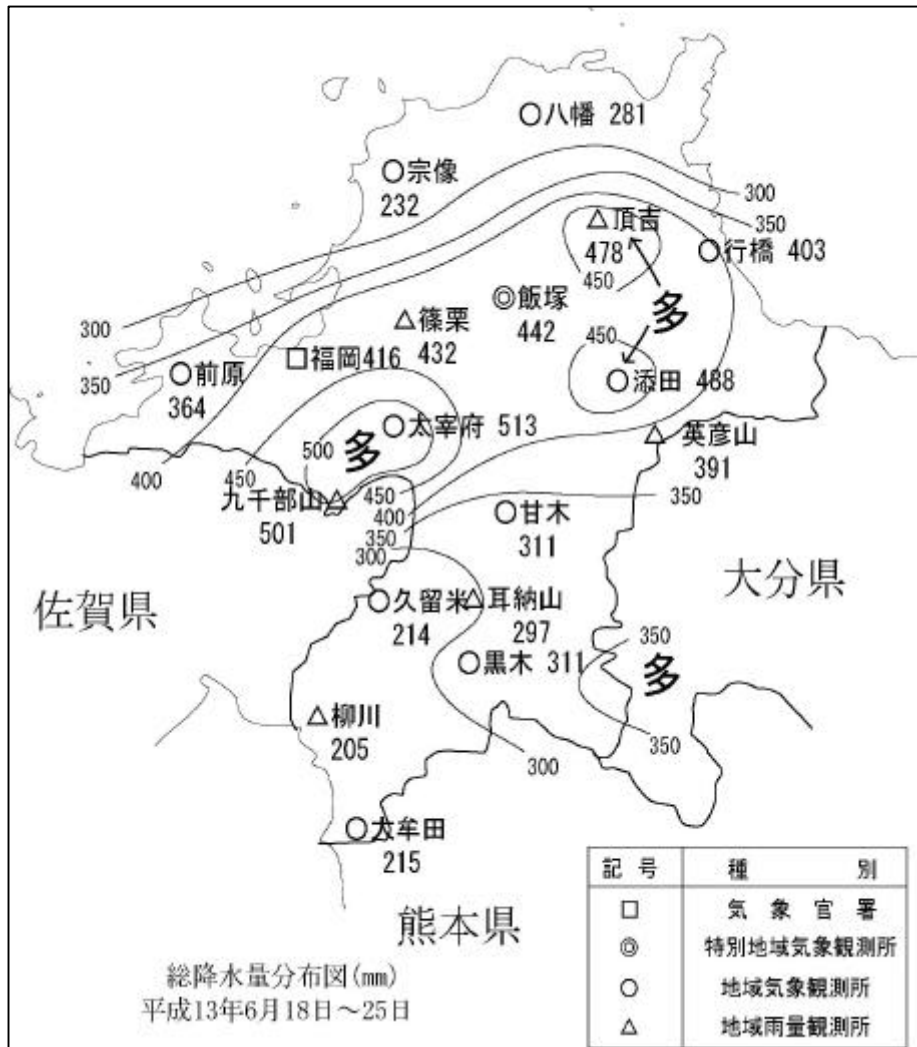 八幡 281
宗像
232
300
350
頂吉
478
行橋 403
450
飯塚
442
多
300
篠栗
432
450
福岡416
350
前原
364
添田 488
太宰府 513
500
多
英彦山
391
400
450
九千部山
501
450
400
350
300
350
甘木
311
佐賀県
大分県
久留米
214
耳納山
297
350
黒木 311
多
柳川
205
350
300
大牟田
215
熊本県
総降水量分布図(mm)
平成13年6月18日～25日
記号 種別
□ 気象官署
◎ 特別地域気象観測所
○ 地域気象観測所
△ 地域雨量観測所